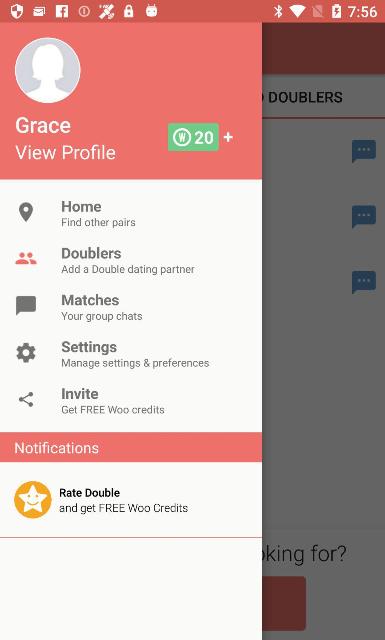 7:56
Grace
View Profile
W 20 +
DOUBLERS
Home
Find other pairs
Doublers
Add a Double dating partner
Matches
Your group chats
Settings
Manage settings & preferences
Invite
Get FREE Woo credits
Notifications
Rate Double
and get FREE Woo Credits
oking for?